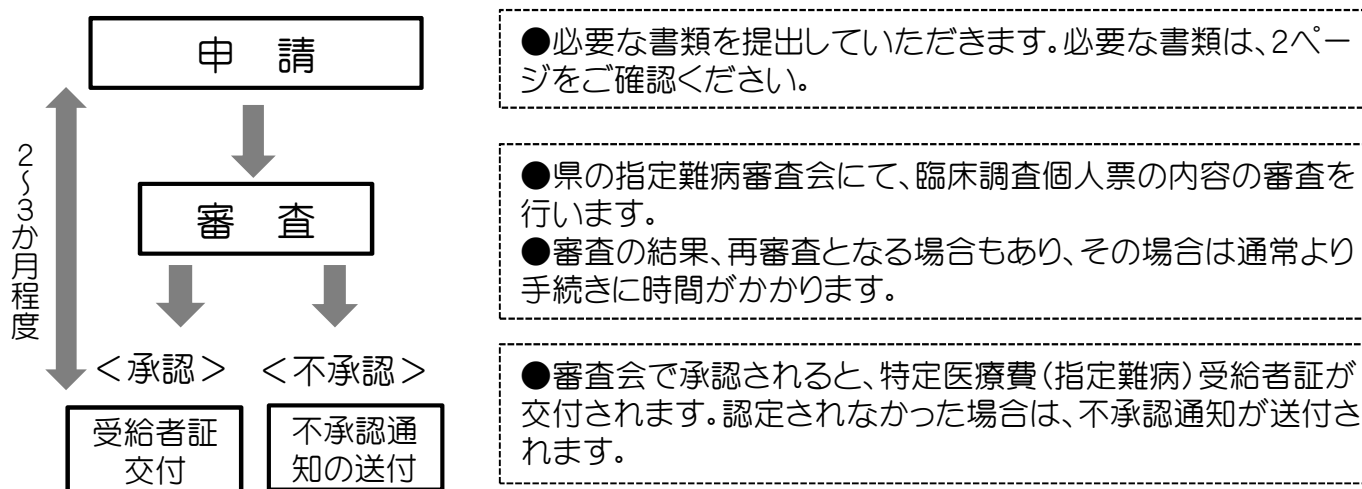 申 請
●必要な書類を提出していただきます。必要な書類は、2ペー
ジをご確認ください。
2～3か月程度
審 査
●県の指定難病審査会にて、臨床調査個人票の内容の審査を
行います。
●審査の結果、再審査となる場合もあり、その場合は通常より
手続きに時間がかかります。
＜承認＞ ＜不承認＞
受給者証
交付
不承認通
知の送付
●審査会で承認されると、特定医療費(指定難病)受給者証が
交付されます。認定されなかった場合は、不承認通知が送付さ
れます。